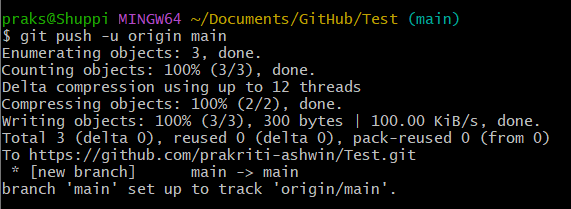 praks@Shuppi MINGW64 ~/Documents/GitHub/Test (main)
$ git push -u origin main
Enumerating objects: 3, done.
Counting objects: 100% (3/3), done.
Delta compression using up to 12 threads
Compressing objects: 100% (2/2), done.
Writing objects: 100% (3/3), 300 bytes | 100.00 KiB/s, done.
Total 3 (delta 0), reused 0 (delta 0), pack-reused 0 (from 0)
To https://github.com/prakriti-ashwin/Test.git
 * [new branch]      main -> main
branch 'main' set up to track 'origin/main'.